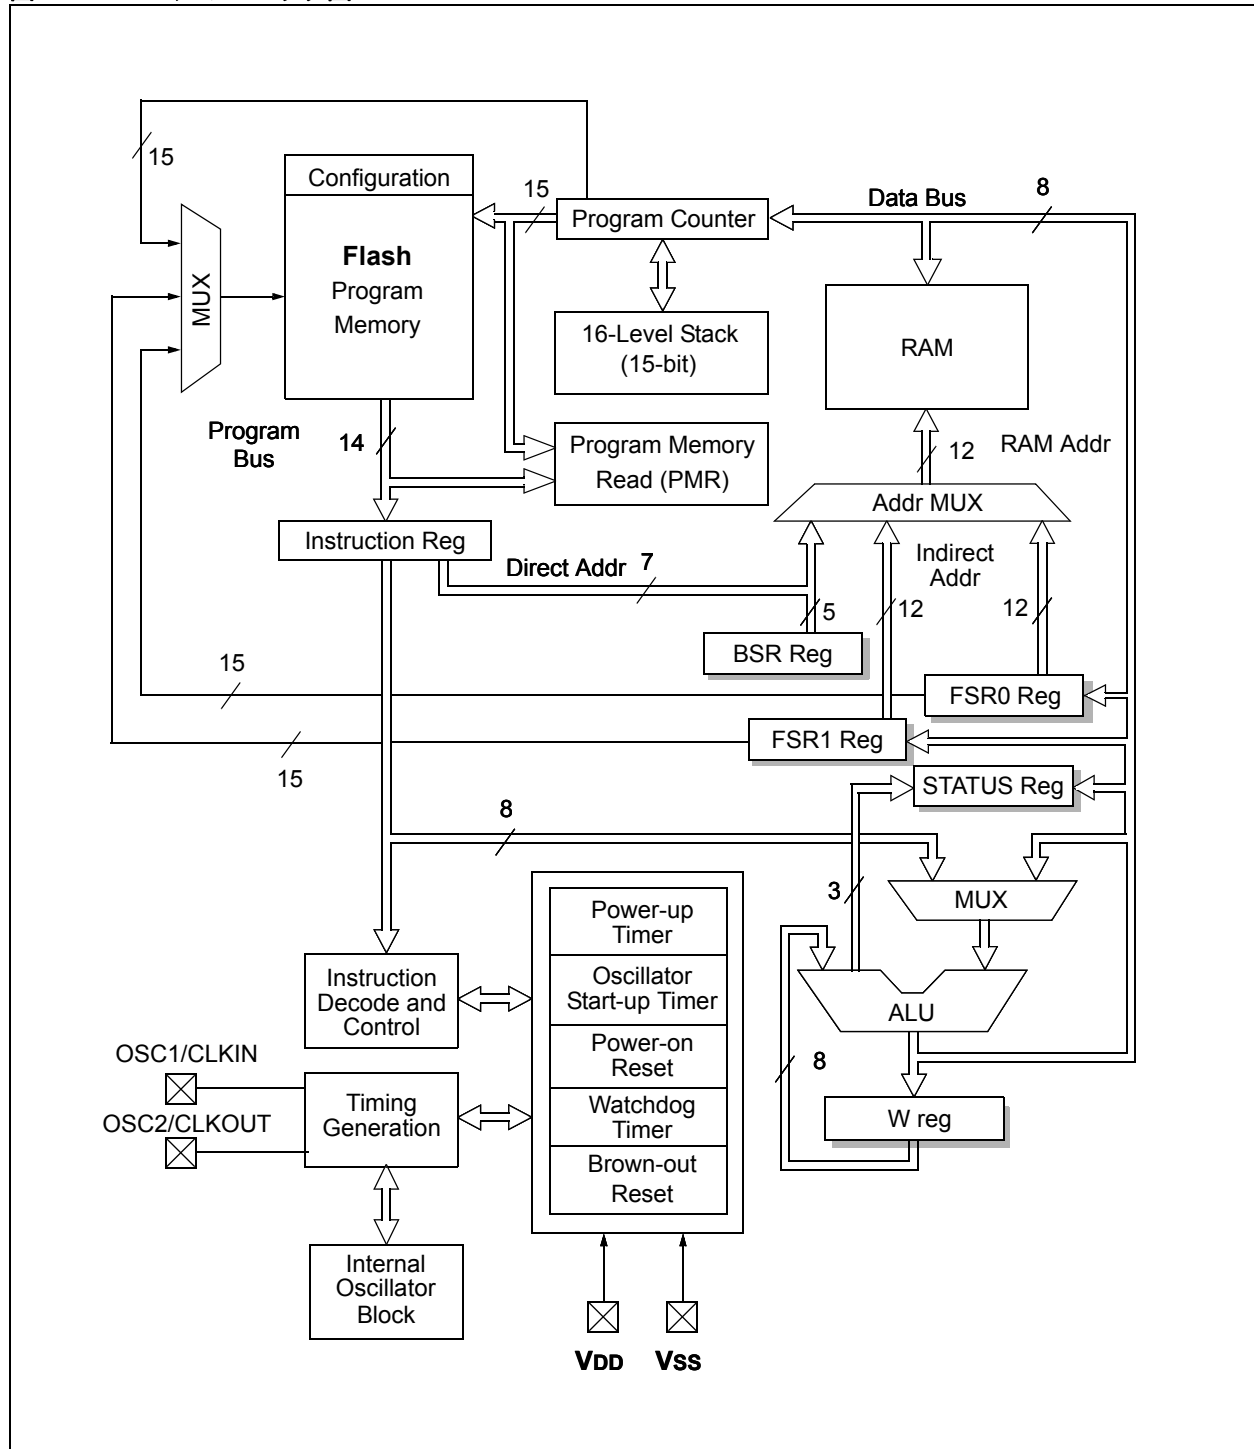 15
Configuration
Flash
Program
Memory
MUX
15
Program Counter
Data Bus
8
16-Level Stack
(15-bit)
RAM
Program
Bus
14
Program Memory
Read (PMR)
12
RAM Addr
Addr MUX
Instruction Reg
Direct Addr
7
Indirect
Addr
5
12
12
BSR Reg
15
FSR0 Reg
15
FSR1 Reg
STATUS Reg
8
3
MUX
Power-up
Timer
Oscillator
Start-up Timer
Power-on
Reset
Watchdog
Timer
Brown-out
Reset
Instruction
Decode and
Control
ALU
8
W reg
OSC1/CLKIN
OSC2/CLKOUT
Timing
Generation
Internal
Oscillator
Block
VDD
VSS